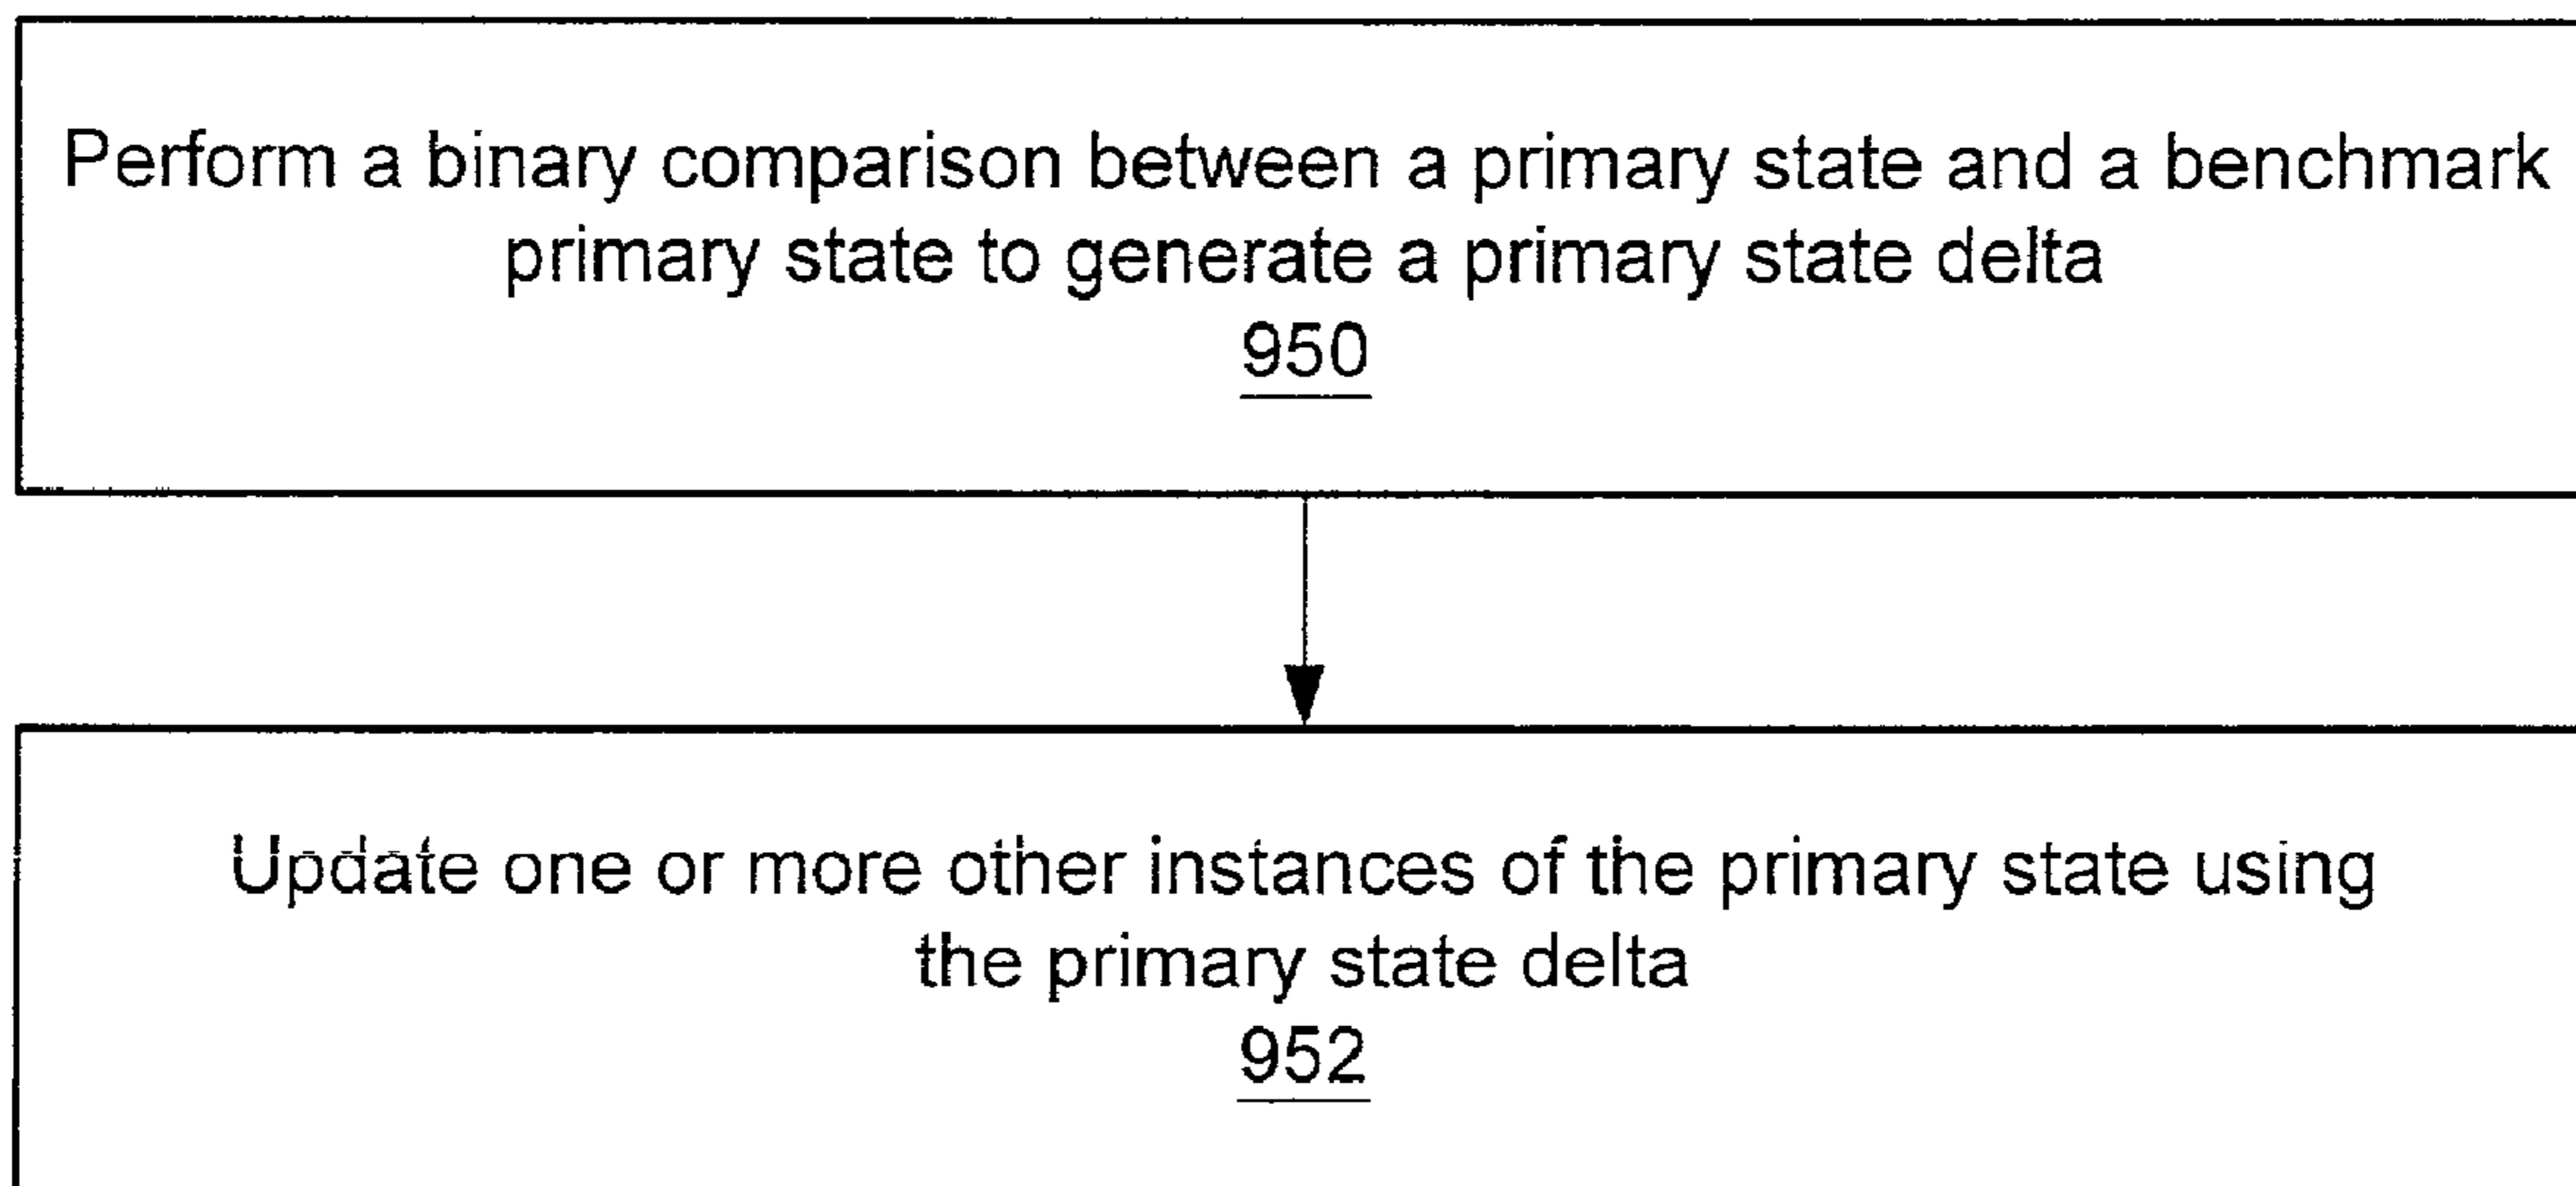 Perform a binary comparison between a primary state and a benchmark
primary state to generate a primary state delta
950
Update one or more other instances of the primary state using
the primary state delta
952